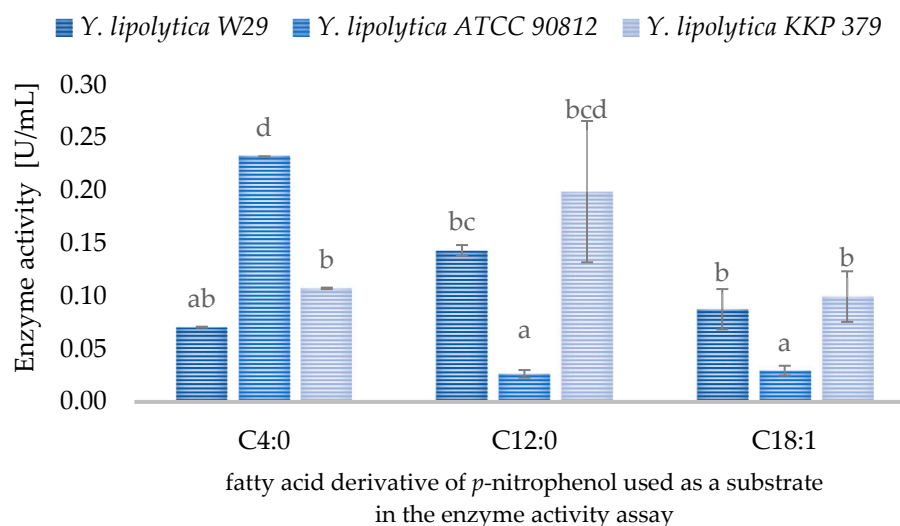 Y. lipolytica W29 Y. lipolytica ATCC 90812 Y. lipolytica KKP 379
Enzyme activity [U/mL]
0.30
0.25
0.20
0.15
0.10
0.05
0.00
ab
d
b
bc
a
bcd
b
a
b
C4:0 C12:0 C18:1
fatty acid derivative of p-nitrophenol used as a substrate
in the enzyme activity assay